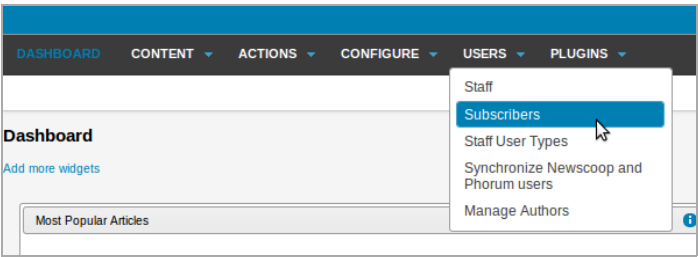 DASHBOARD CONTENT ACTIONS CONFIGURE USERS PLUGINS
Staff
Subscribers
Staff User Types
Synchronize Newscoop and
Phorum users
Manage Authors
Dashboard
Add more widgets
Most Popular Articles